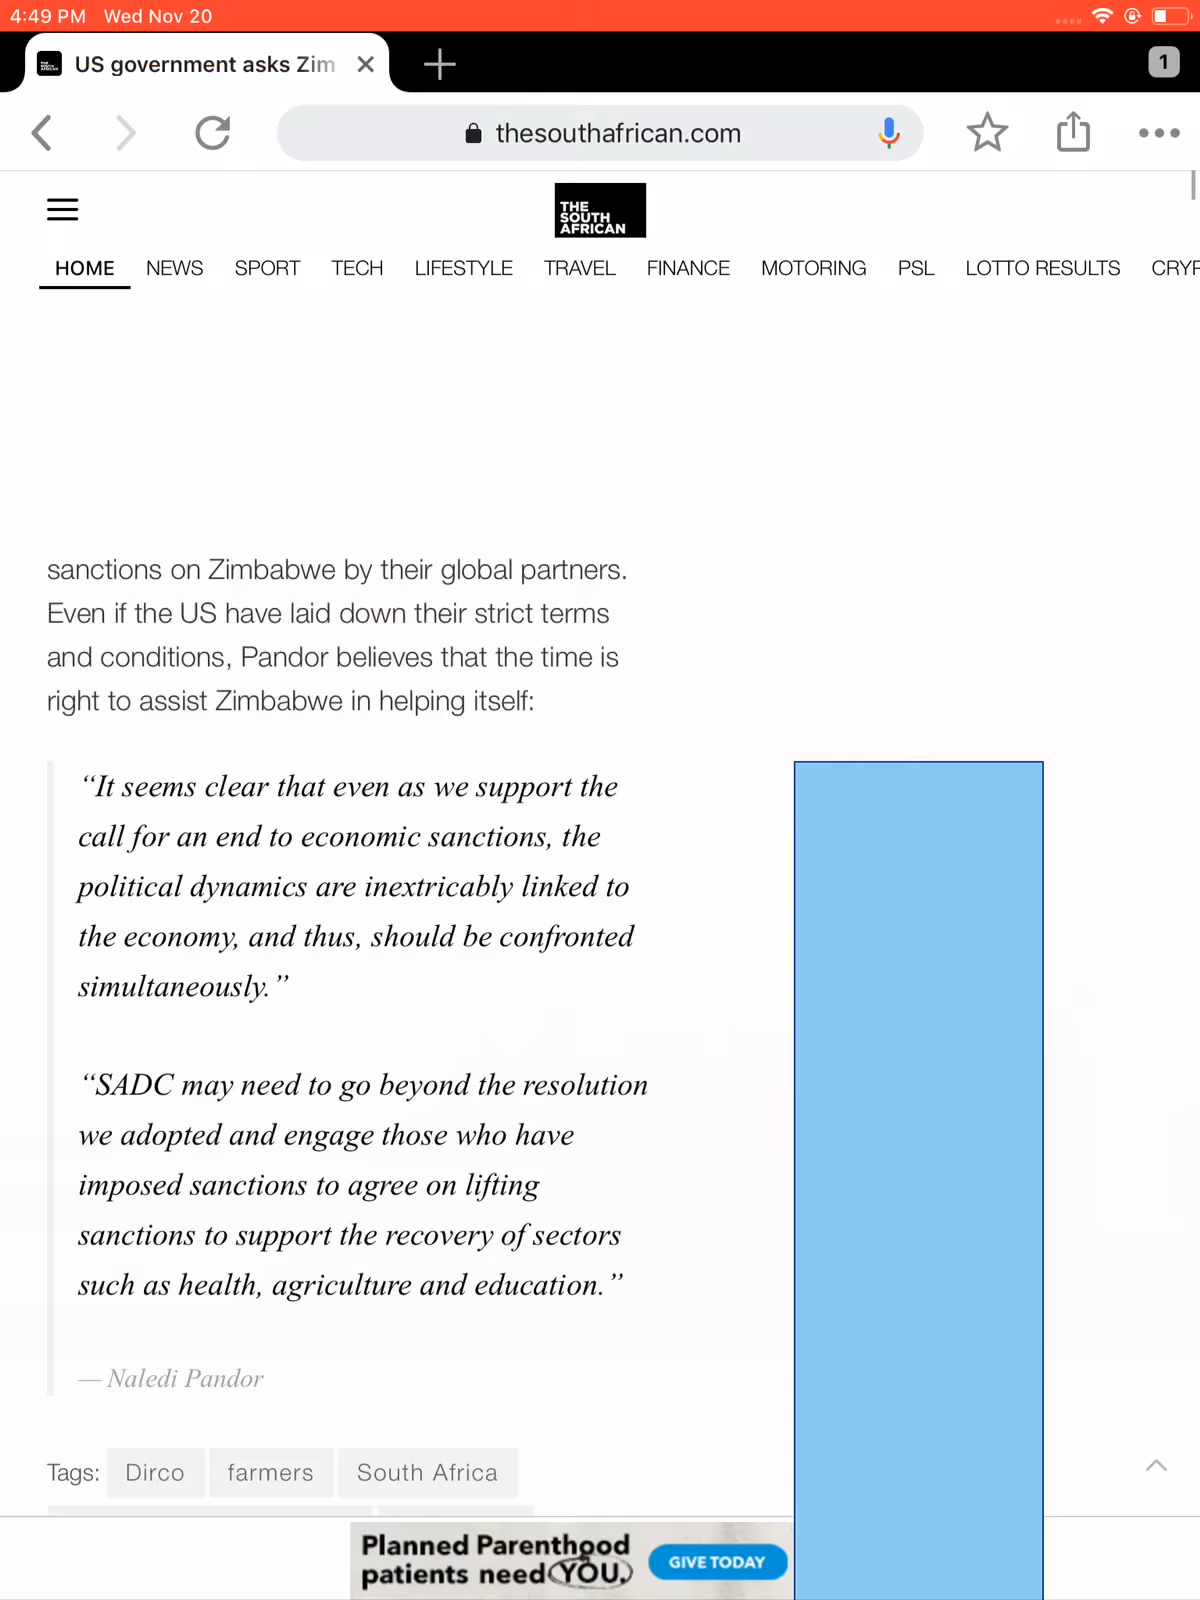 4:49 PM Wed Nov 20
US government asks Zim
1
thesouthafrican.com
THE
SOUTH
AFRICAN
HOME NEWS SPORT TECH LIFESTYLE TRAVEL FINANCE MOTORING PSL LOTTO RESULTS CRYP
sanctions on Zimbabwe by their global partners.
Even if the US have laid down their strict terms
and conditions, Pandor believes that the time is
right to assist Zimbabwe in helping itself:
“It seems clear that even as we support the
call for an end to economic sanctions, the
political dynamics are inextricably linked to
the economy, and thus, should be confronted
simultaneously.”
“SADC may need to go beyond the resolution
we adopted and engage those who have
imposed sanctions to agree on lifting
sanctions to support the recovery of sectors
such as health, agriculture and education.”
— Naledi Pandor
Tags: Dirco farmers South Africa
Planned Parenthood
patients need YOU.
GIVE TODAY